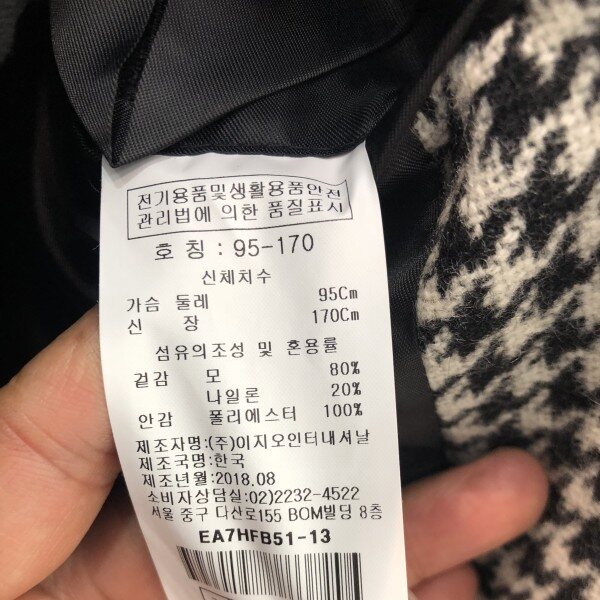 전기용품및생활용품안전
관리법에 의한 품질표시
호 칭 : 95-170
신체치수
가슴 둘레 95Cm
신 장 170Cm
섬유의조성 및 혼용률
겉감 모 80%
나일론 20%
안감 폴리에스터 100%
제조자명:(주)이지오인터내셔날
제조국명:한국
제조년월:2018.08
소비자상담실:02)2232-4522
서울 중구 다산로155 BOM빌딩 8층
EA7HFB51-13